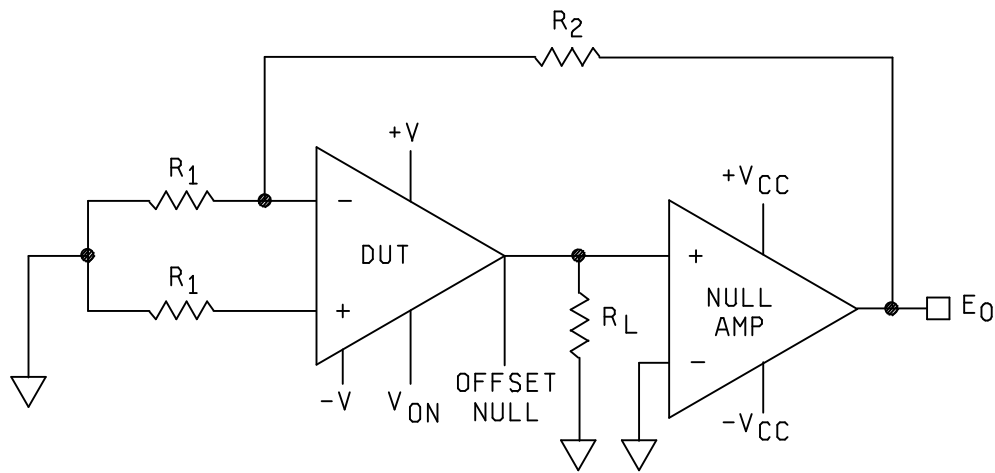 R2
+V
R1
−
+VCC
DUT
+
NULL
AMP
EO
R1
+
RL
−
−V
VON
OFFSET
NULL
−VCC